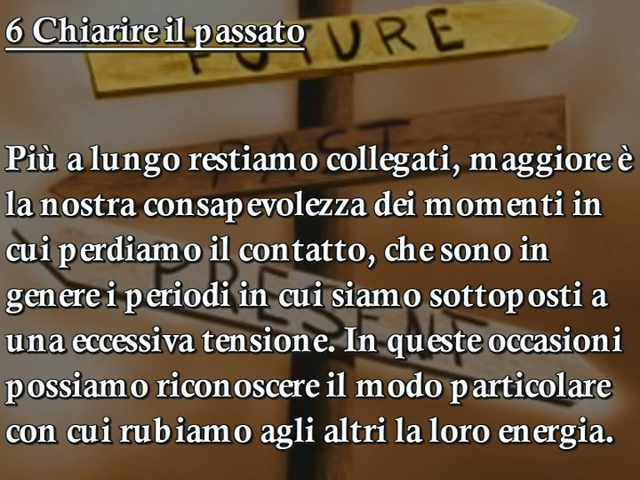 6 Chiarire il passato
FUTURE
PAST
Più a lungo restiamo collegati, maggiore è
la nostra consapevolezza dei momenti in
cui perdiamo il contatto, che sono in
genere i periodi in cui siamo sottoposti a
PRESENT
una eccessiva tensione. In queste occasioni
possiamo riconoscere il modo particolare
con cui rubiamo agli altri la loro energia.